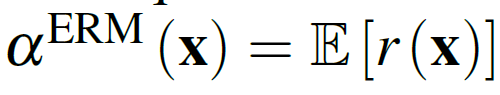 α^ERM (x) = 𝔼[r(x)]